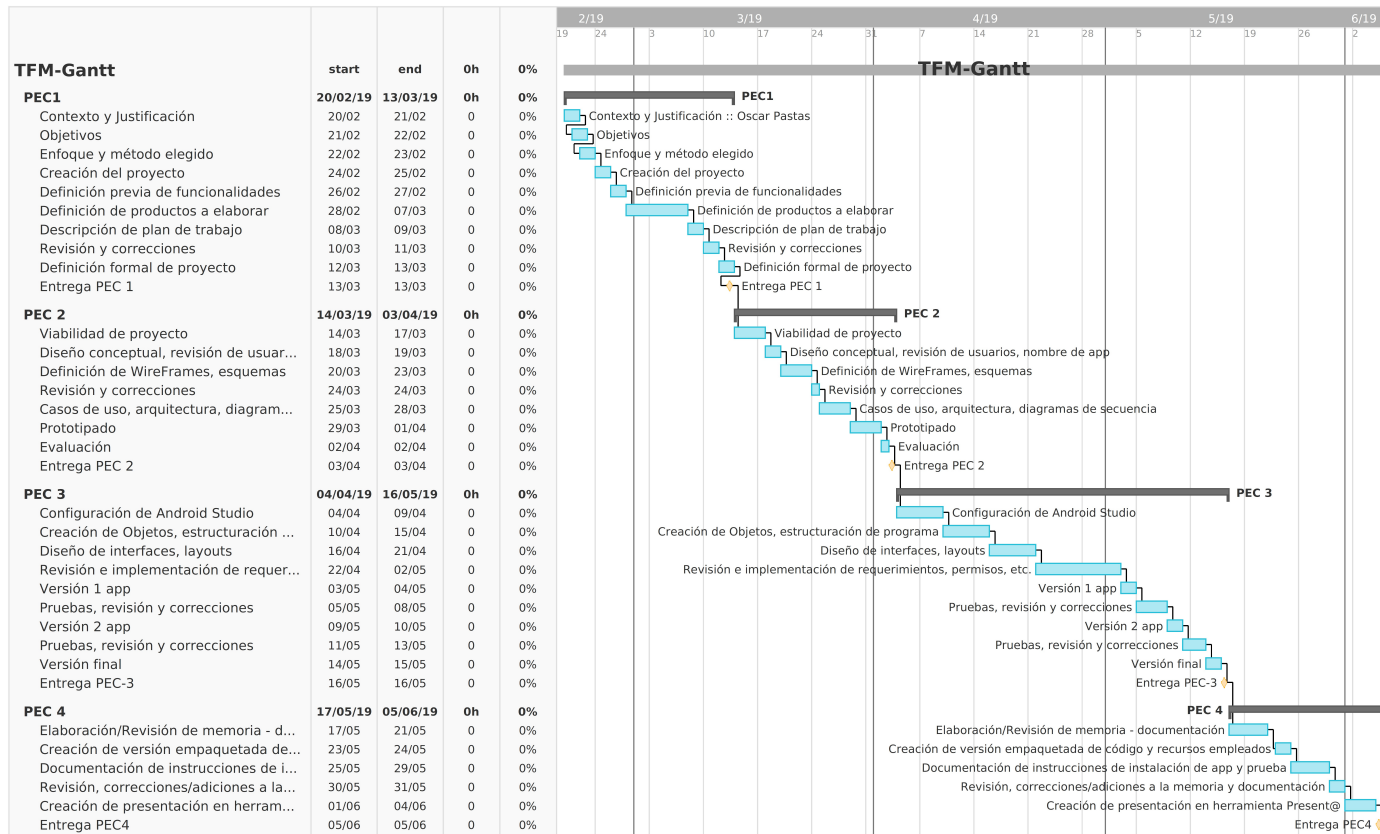 2/19 3/19 4/19 5/19 6/19
19 24 3 10 17 24 31 7 14 21 28 5 12 19 26 2
TFM-Gantt start end 0h 0% TFM-Gantt
PEC1 20/02/19 13/03/19 0h 0% PEC1
Contexto y Justificación 20/02 21/02 0 0% Contexto y Justificación :: Oscar Pastas
Objetivos 21/02 22/02 0 0% Objetivos
Enfoque y método elegido 22/02 23/02 0 0% Enfoque y método elegido
Creación del proyecto 24/02 25/02 0 0% Creación del proyecto
Definición previa de funcionalidades 26/02 27/02 0 0% Definición previa de funcionalidades
Definición de productos a elaborar 28/02 07/03 0 0% Definición de productos a elaborar
Descripción de plan de trabajo 08/03 09/03 0 0% Descripción de plan de trabajo
Revisión y correcciones 10/03 11/03 0 0% Revisión y correcciones
Definición formal de proyecto 12/03 13/03 0 0% Definición formal de proyecto
Entrega PEC 1 13/03 13/03 0 0% Entrega PEC 1
PEC 2 14/03/19 03/04/19 0h 0% PEC 2
Viabilidad de proyecto 14/03 17/03 0 0% Viabilidad de proyecto
Diseño conceptual, revisión de usuar... 18/03 19/03 0 0% Diseño conceptual, revisión de usuarios, nombre de app
Definición de WireFrames, esquemas 20/03 23/03 0 0% Definición de WireFrames, esquemas
Revisión y correcciones 24/03 24/03 0 0% Revisión y correcciones
Casos de uso, arquitectura, diagram... 25/03 28/03 0 0% Casos de uso, arquitectura, diagramas de secuencia
Prototipado 29/03 01/04 0 0% Prototipado
Evaluación 02/04 02/04 0 0% Evaluación
Entrega PEC 2 03/04 03/04 0 0% Entrega PEC 2
PEC 3 04/04/19 16/05/19 0h 0% PEC 3
Configuración de Android Studio 04/04 09/04 0 0% Configuración de Android Studio
Creación de Objetos, estructuración ... 10/04 15/04 0 0% Creación de Objetos, estructuración de programa
Diseño de interfaces, layouts 16/04 21/04 0 0% Diseño de interfaces, layouts
Revisión e implementación de requer... 22/04 02/05 0 0% Revisión e implementación de requerimientos, permisos, etc.
Versión 1 app 03/05 04/05 0 0% Versión 1 app
Pruebas, revisión y correcciones 05/05 08/05 0 0% Pruebas, revisión y correcciones
Versión 2 app 09/05 10/05 0 0% Versión 2 app
Pruebas, revisión y correcciones 11/05 13/05 0 0% Pruebas, revisión y correcciones
Versión final 14/05 15/05 0 0% Versión final
Entrega PEC-3 16/05 16/05 0 0% Entrega PEC-3
PEC 4 17/05/19 05/06/19 0h 0% PEC 4
Elaboración/Revisión de memoria - d... 17/05 21/05 0 0% Elaboración/Revisión de memoria - documentación
Creación de versión empaquetada de... 23/05 24/05 0 0% Creación de versión empaquetada de código y recursos empleados
Documentación de instrucciones de i... 25/05 29/05 0 0% Documentación de instrucciones de instalación de app y prueba
Revisión, correcciones/adiciones a la... 30/05 31/05 0 0% Revisión, correcciones/adiciones a la memoria y documentación
Creación de presentación en herram... 01/06 04/06 0 0% Creación de presentación en herramienta Present@
Entrega PEC4 05/06 05/06 0 0% Entrega PEC4